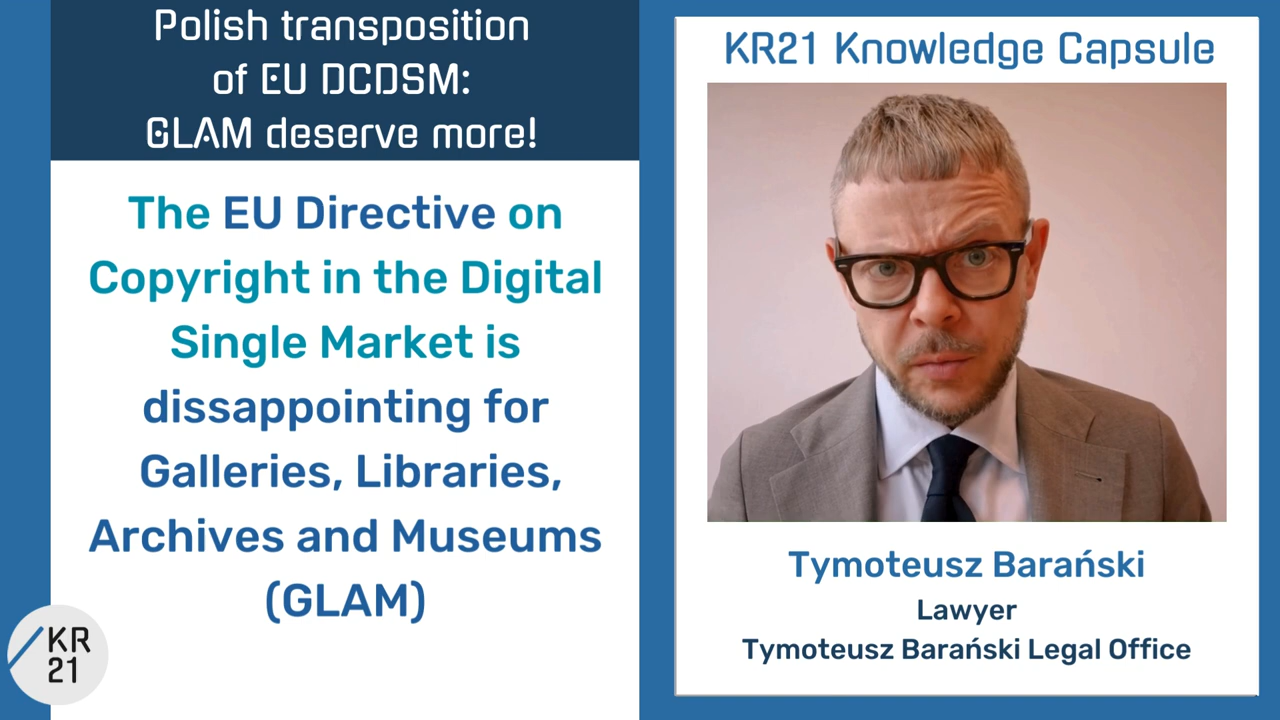 Polish transposition
of EU DCDSM:
GLAM deserve more!
The EU Directive on
Copyright in the Digital
Single Market is
dissappointing for
Galleries, Libraries,
Archives and Museums
(GLAM)
KR
21
KR21 Knowledge Capsule
Tymoteusz Barański
Lawyer
Tymoteusz Barański Legal Office